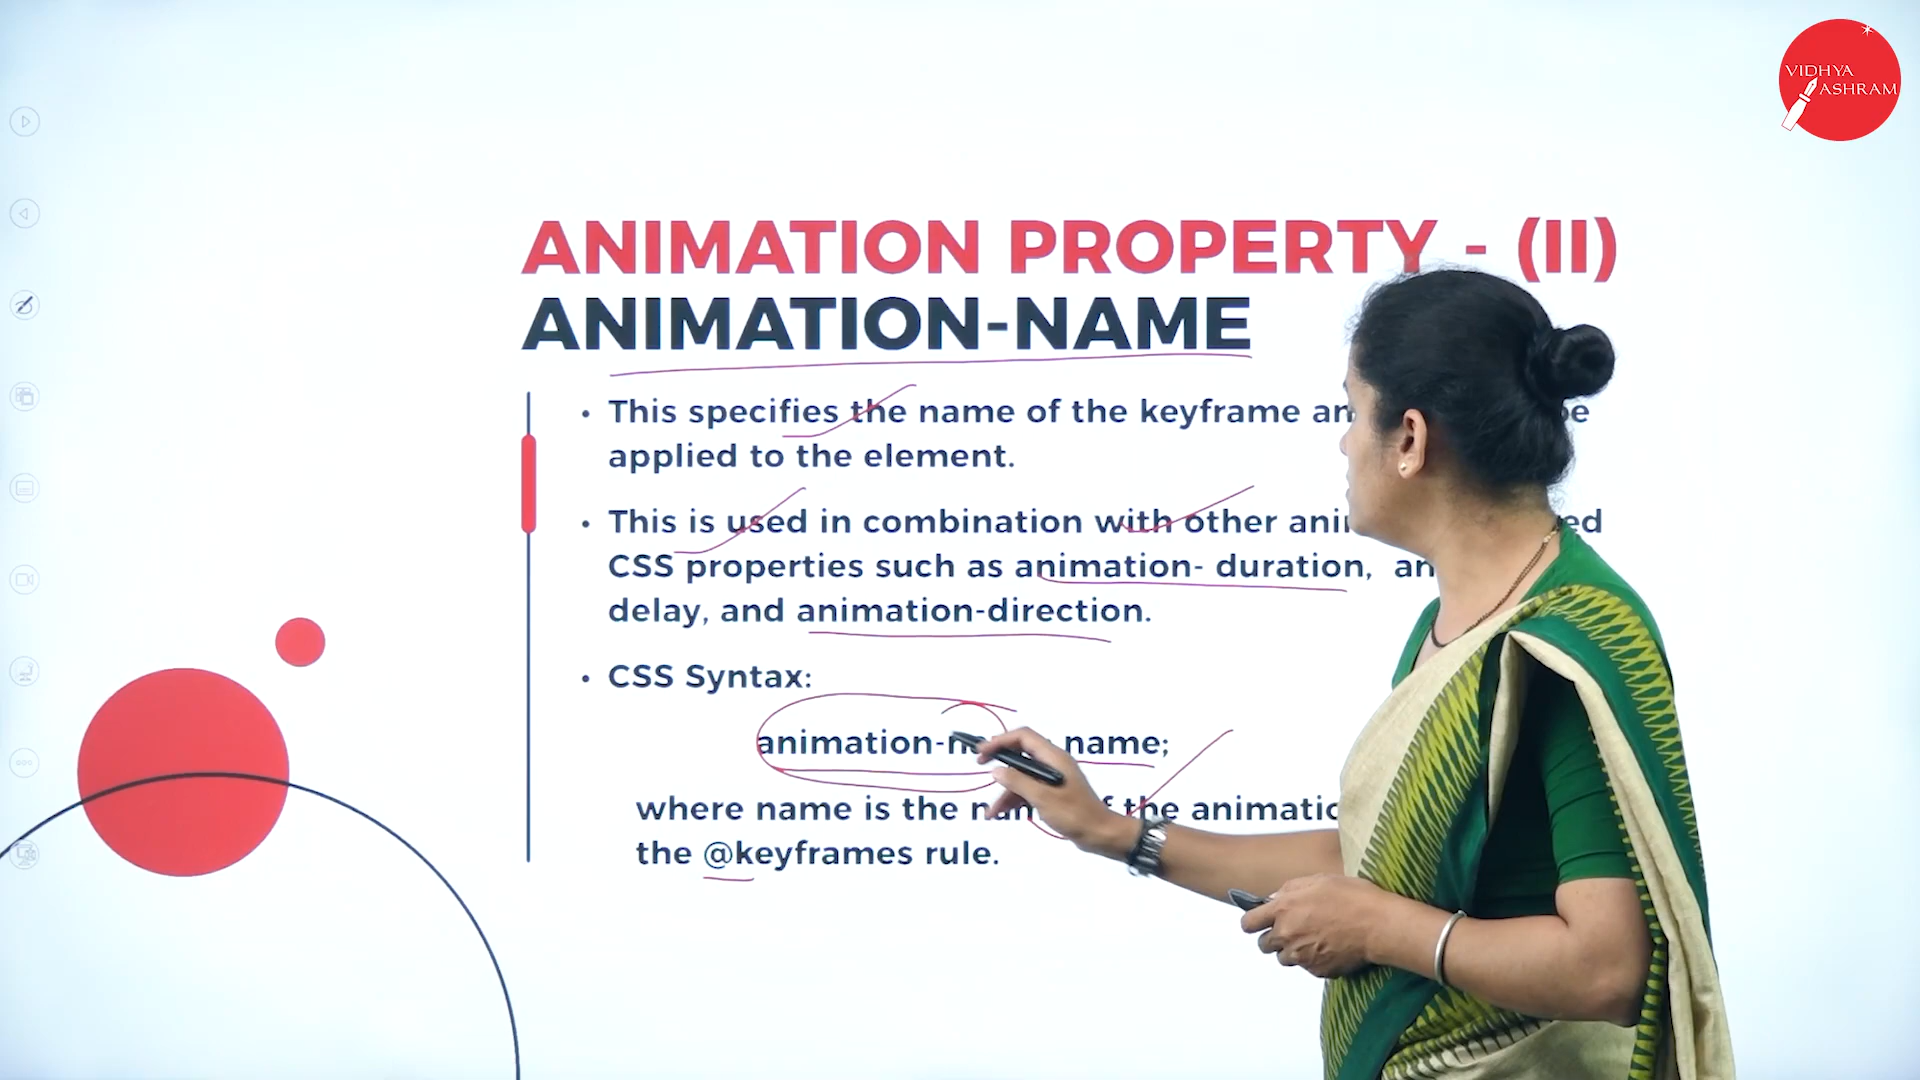 VIDHYA
ASHRAM
ANIMATION PROPERTY - (II)
ANIMATION-NAME
• This specifies the name of the keyframe
applied to the element.
• This is used in combination with other
CSS properties such as animation- duration,
delay, and animation-direction.
• CSS Syntax:
name;
where name is the the
the @keyframes rule.